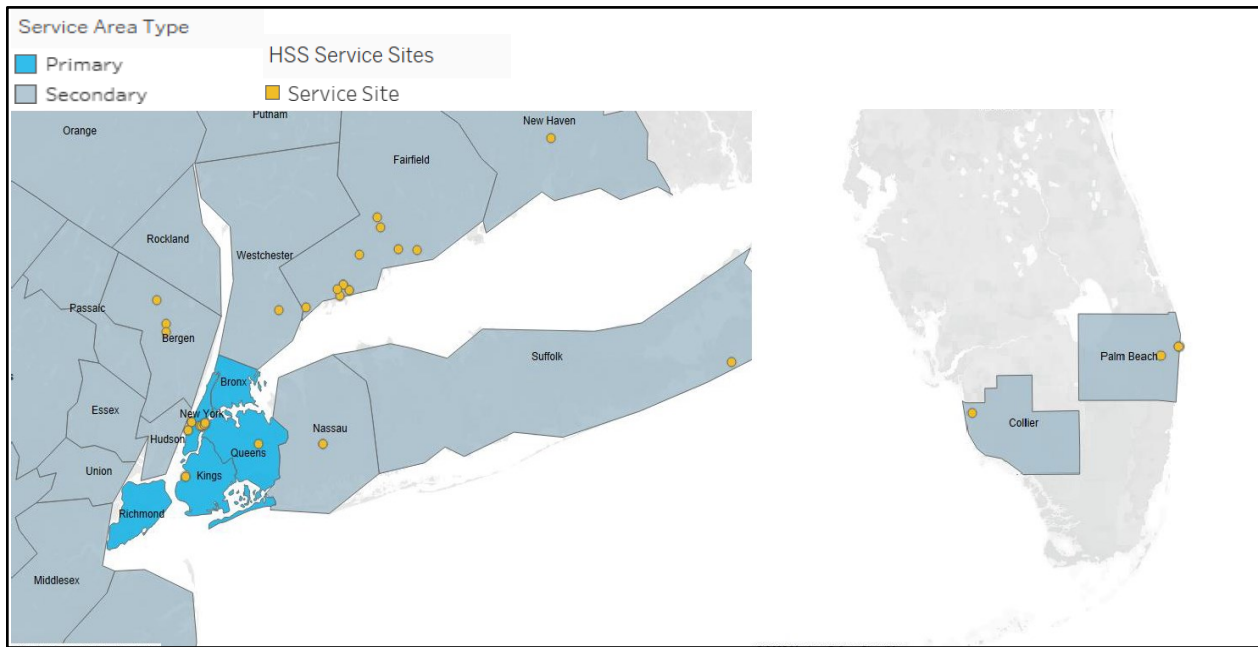 Service Area Type
Primary
Secondary
HSS Service Sites
Service Site
Orange
Putnam
New Haven
Fairfield
Rockland
Westchester
Passaic
Bergen
Suffolk
Bronx
Essex
New York
Hudson
Nassau
Queens
Union
Kings
Richmond
Middlesex
Palm Beach
Collier